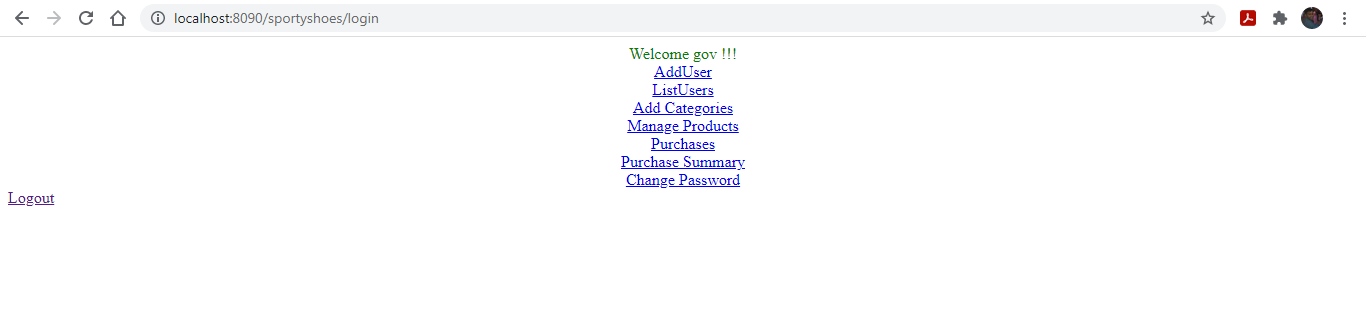 localhost:8090/sportyshoes/login
Welcome gov !!!
AddUser
ListUsers
Add Categories
Manage Products
Purchases
Purchase Summary
Change Password
Logout